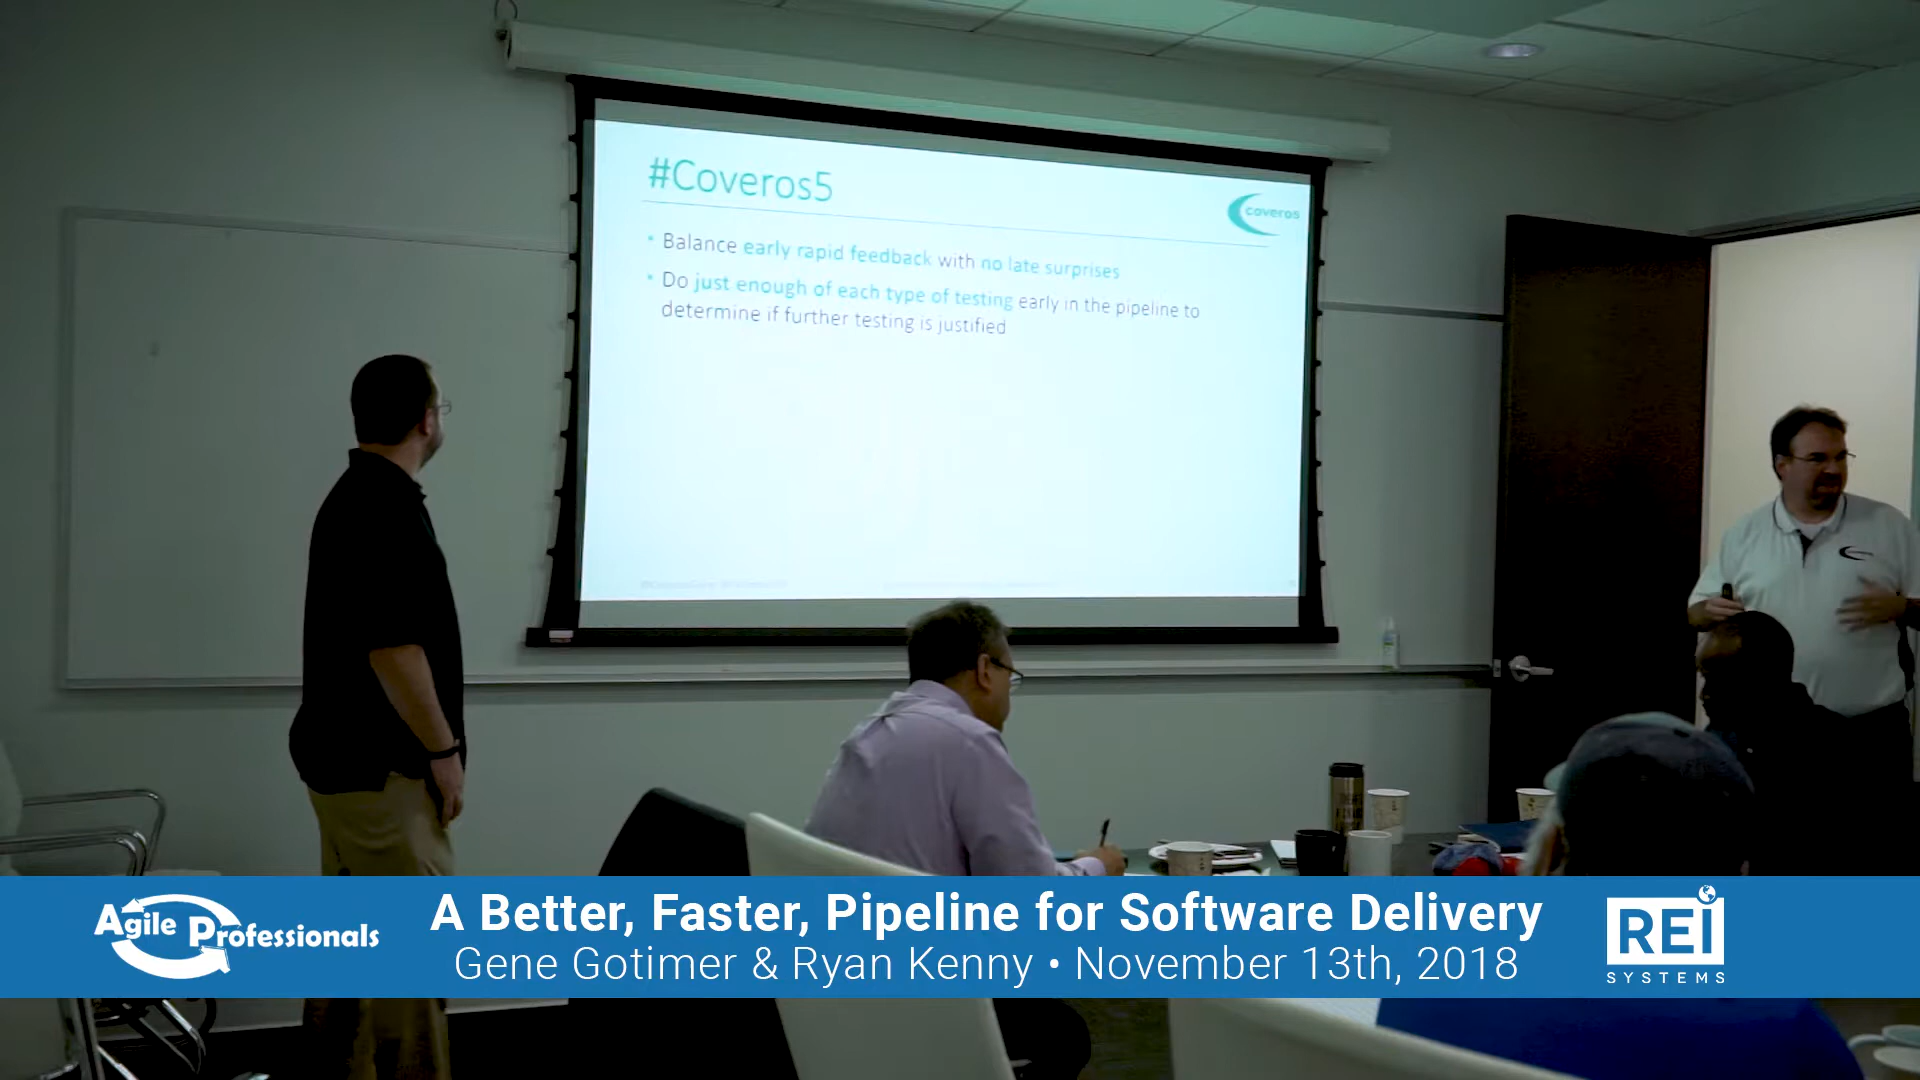 #Coveros5
coveros
Balance early rapid feedback with no late surprises
Do just enough of each type of testing early in the pipeline to
determine if further testing is justified
Agile Professionals
A Better, Faster, Pipeline for Software Delivery
Gene Gotimer & Ryan Kenny • November 13th, 2018
REI
SYSTEMS